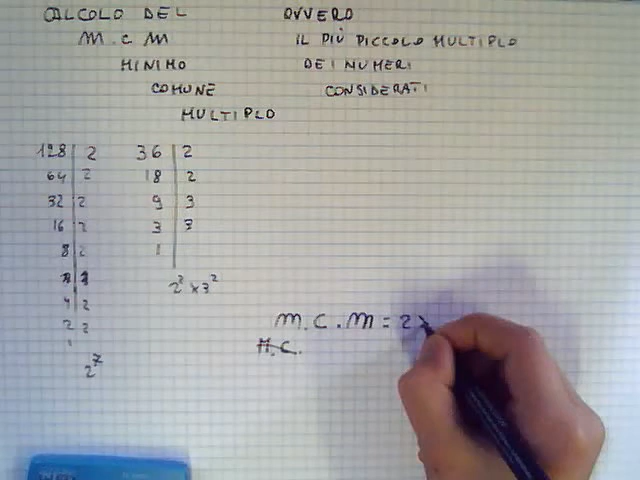 CALCOLO DEL OVVERO
M.C M IL PIÙ PICCOLO MULTIPLO
MINIMO DEI NUMERI
COMUNE CONSIDERATI
MULTIPLO
128 2 36 2
64 2 18 2
32 2 9 3
16 2 3 3
8 2 1
4 2
2 2
1
2⁷
2² x 3²
M.C.M = 2
M.C.